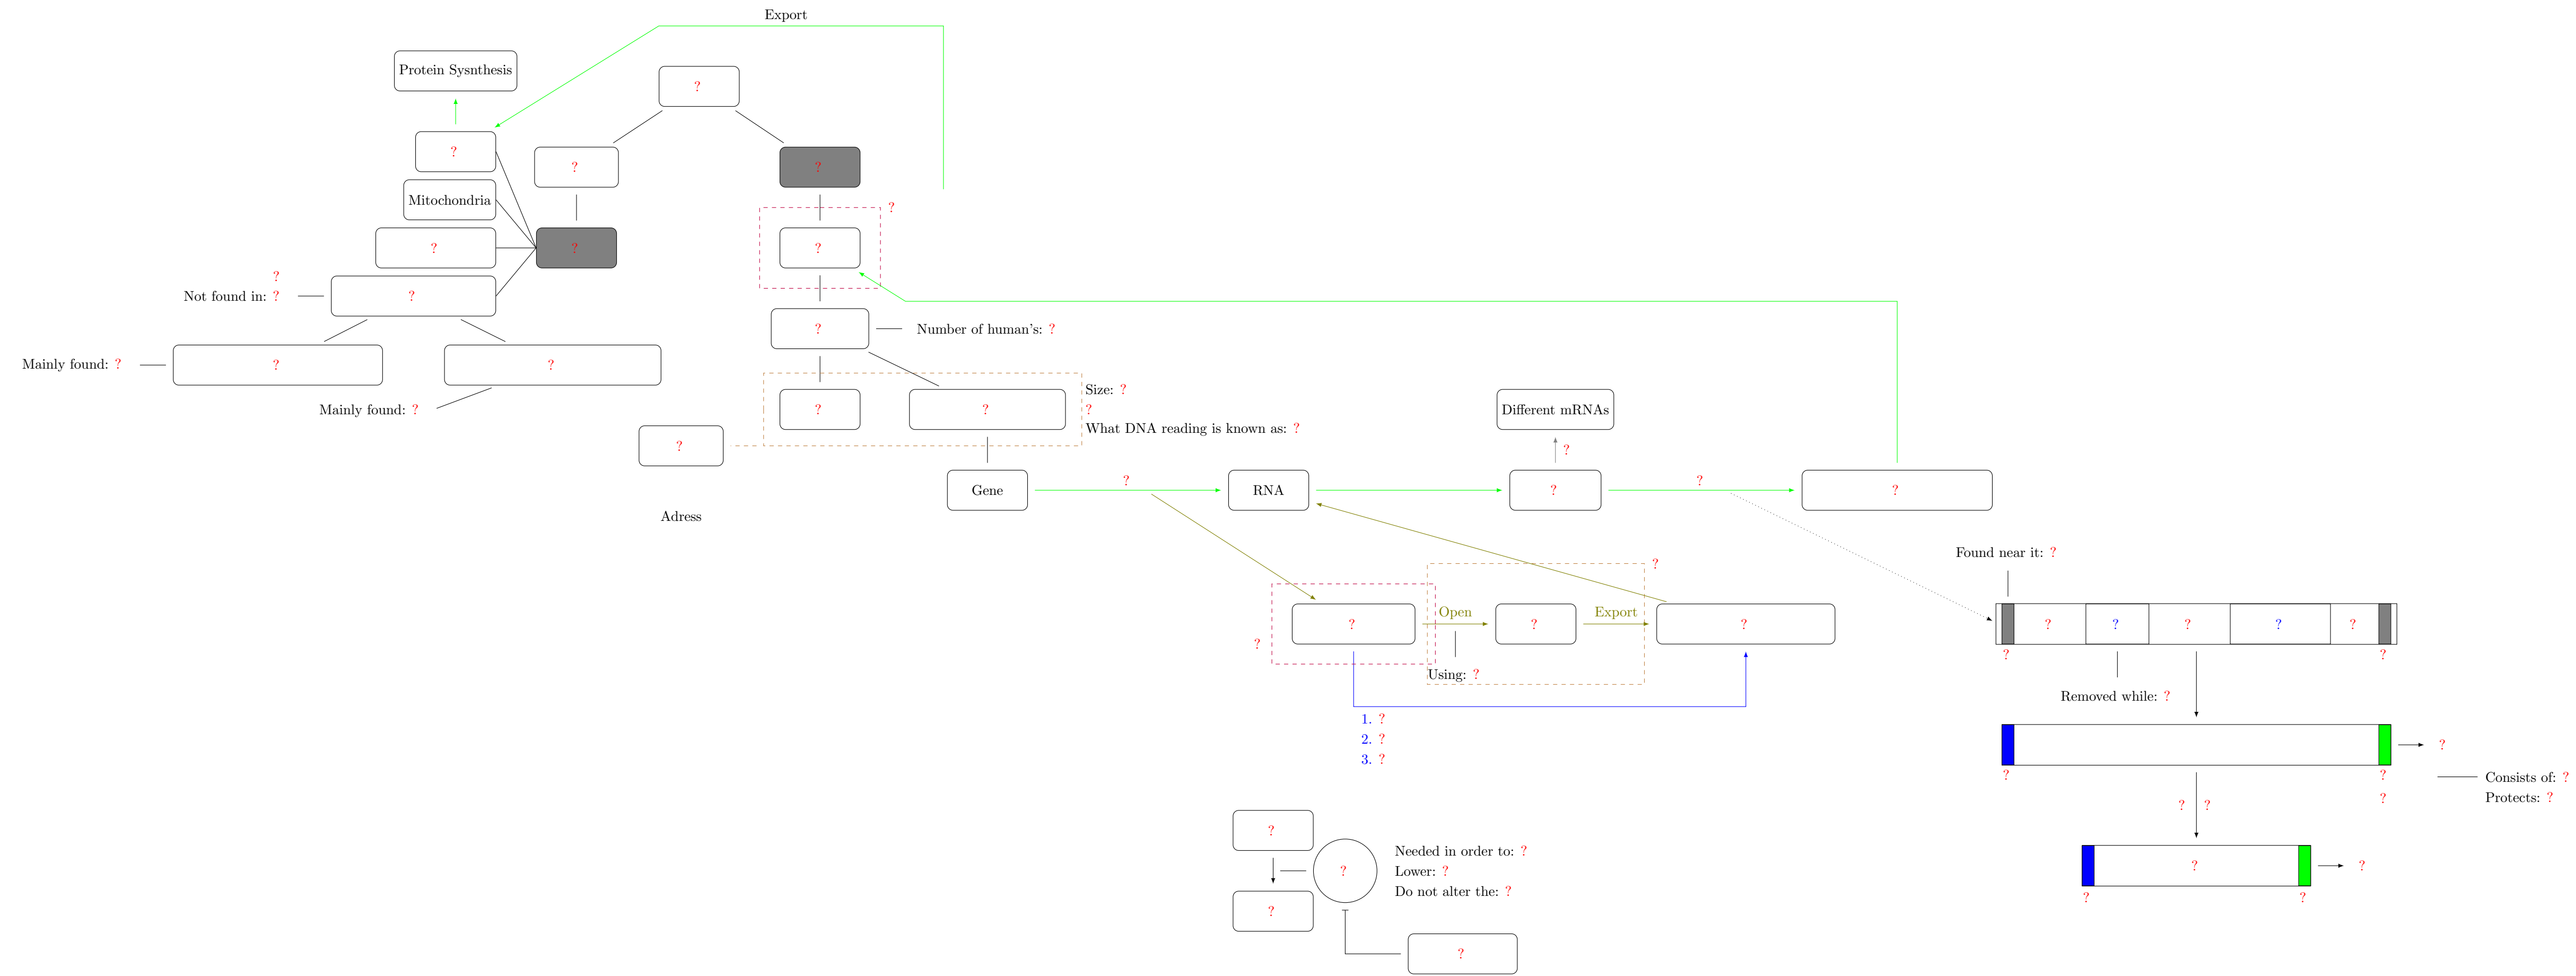 Export
Protein Sysnthesis
?
?
?
?
Mitochondria
?
?
?
?
?
Not found in: ?
?
?
Number of human's: ?
Mainly found: ?
?
?
Mainly found: ?
?
?
Size: ?
?
What DNA reading is known as: ?
Different mRNAs
?
?
Gene
?
RNA
?
?
?
Adress
Found near it: ?
?
?
?
Open
?
Export
?
Using: ?
?
?
?
?
?
?
?
Removed while: ?
1. ?
2. ?
3. ?
?
?
?
?
Consists of: ?
Protects: ?
?
?
?
?
?
Needed in order to: ?
Lower: ?
Do not alter the: ?
?
?
?
?
?
?